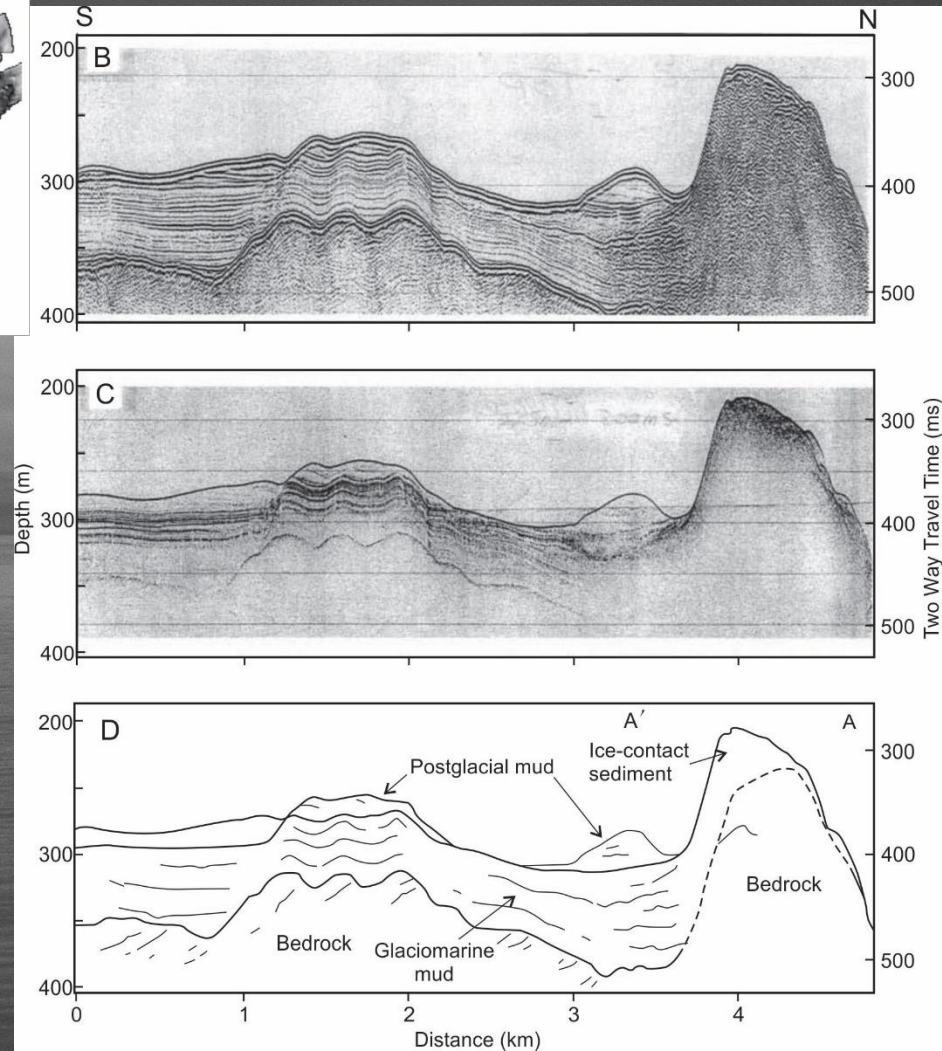 S
N
B
200
300
400
300
400
500
C
200
300
400
300
400
500
Depth (m)
Two Way Travel Time (ms)
D
A′
A
200
300
400
300
400
500
Postglacial mud
Ice-contact
sediment
Bedrock
Glaciomarine
mud
Bedrock
0
1
2
3
4
Distance (km)